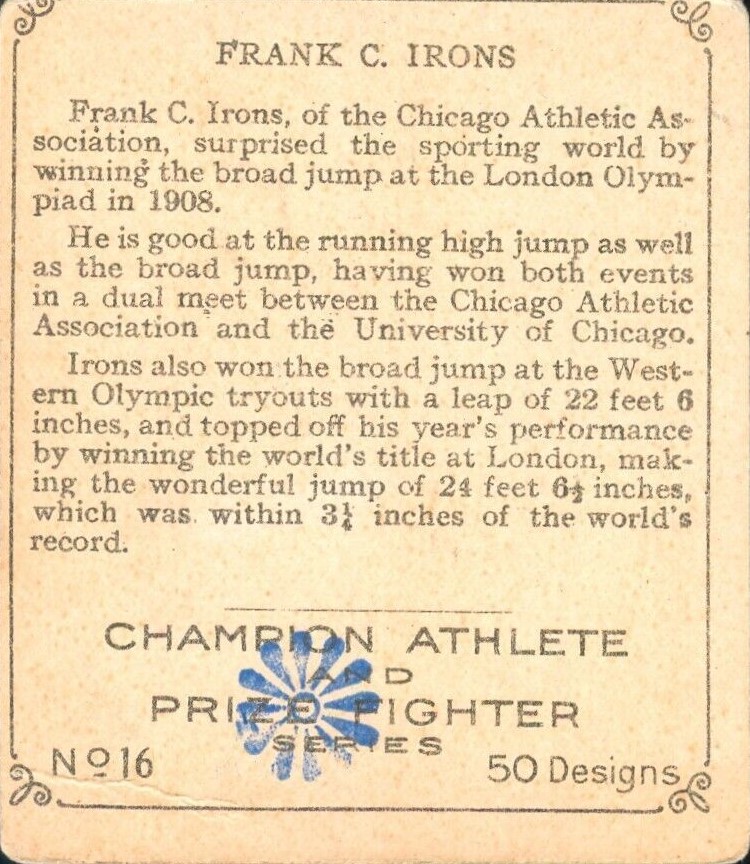 FRANK C. IRONS
Frank C. Irons, of the Chicago Athletic As-
sociation, surprised the sporting world by
winning the broad jump at the London Olym-
piad in 1908.
He is good at the running high jump as well
as the broad jump, having won both events
in a dual meet between the Chicago Athletic
Association and the University of Chicago.
Irons also won the broad jump at the West-
ern Olympic tryouts with a leap of 22 feet 6
inches, and topped off his year's performance
by winning the world's title at London, mak-
ing the wonderful jump of 24 feet 6½ inches,
which was within 3¼ inches of the world's
record.
CHAMPION ATHLETE
AND
PRIZE FIGHTER
SERIES
No 16
50 Designs